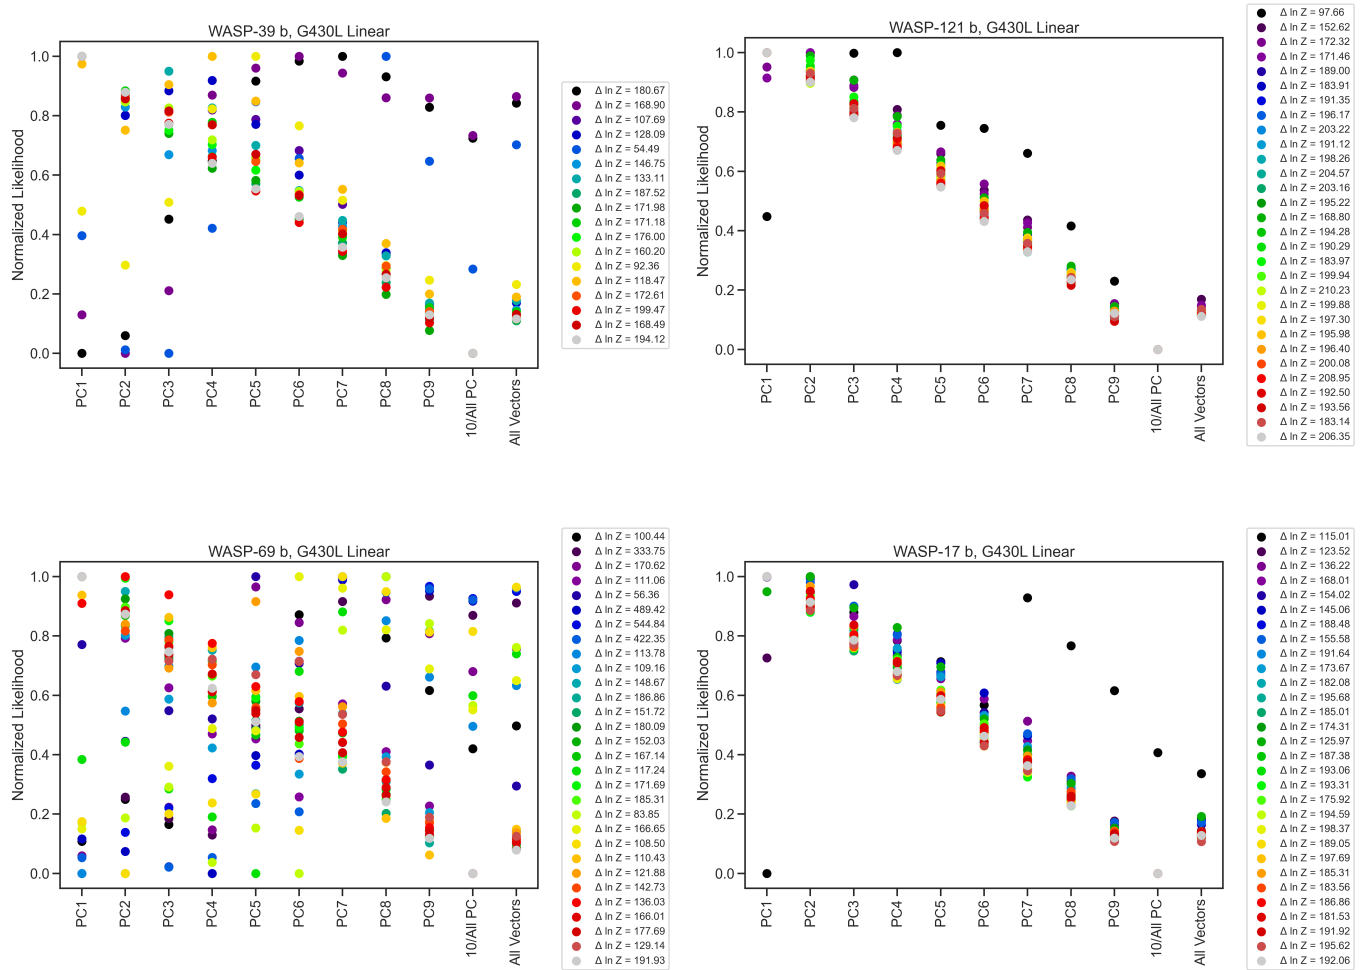 WASP-39 b, G430L Linear
Normalized Likelihood
1.0
0.8
0.6
0.4
0.2
0.0
PC1
PC2
PC3
PC4
PC5
PC6
PC7
PC8
PC9
10/All PC
All Vectors
Δ ln Z = 180.67
Δ ln Z = 168.90
Δ ln Z = 107.69
Δ ln Z = 128.09
Δ ln Z = 54.49
Δ ln Z = 146.75
Δ ln Z = 133.11
Δ ln Z = 187.52
Δ ln Z = 171.98
Δ ln Z = 171.18
Δ ln Z = 176.00
Δ ln Z = 160.20
Δ ln Z = 92.36
Δ ln Z = 118.47
Δ ln Z = 172.61
Δ ln Z = 199.47
Δ ln Z = 168.49
Δ ln Z = 194.12
WASP-121 b, G430L Linear
Normalized Likelihood
1.0
0.8
0.6
0.4
0.2
0.0
PC1
PC2
PC3
PC4
PC5
PC6
PC7
PC8
PC9
10/All PC
All Vectors
Δ ln Z = 97.66
Δ ln Z = 152.62
Δ ln Z = 172.32
Δ ln Z = 171.46
Δ ln Z = 189.00
Δ ln Z = 183.91
Δ ln Z = 191.35
Δ ln Z = 196.17
Δ ln Z = 203.22
Δ ln Z = 191.12
Δ ln Z = 198.26
Δ ln Z = 204.57
Δ ln Z = 203.16
Δ ln Z = 195.22
Δ ln Z = 168.80
Δ ln Z = 194.28
Δ ln Z = 190.29
Δ ln Z = 183.97
Δ ln Z = 199.94
Δ ln Z = 210.23
Δ ln Z = 199.88
Δ ln Z = 197.30
Δ ln Z = 195.98
Δ ln Z = 196.40
Δ ln Z = 200.08
Δ ln Z = 208.95
Δ ln Z = 192.50
Δ ln Z = 193.56
Δ ln Z = 183.14
Δ ln Z = 206.35
WASP-69 b, G430L Linear
Normalized Likelihood
1.0
0.8
0.6
0.4
0.2
0.0
PC1
PC2
PC3
PC4
PC5
PC6
PC7
PC8
PC9
10/All PC
All Vectors
Δ ln Z = 100.44
Δ ln Z = 333.75
Δ ln Z = 170.62
Δ ln Z = 111.06
Δ ln Z = 56.36
Δ ln Z = 489.42
Δ ln Z = 544.84
Δ ln Z = 422.35
Δ ln Z = 113.78
Δ ln Z = 109.16
Δ ln Z = 148.67
Δ ln Z = 186.86
Δ ln Z = 151.72
Δ ln Z = 180.09
Δ ln Z = 152.03
Δ ln Z = 167.14
Δ ln Z = 117.24
Δ ln Z = 171.69
Δ ln Z = 185.31
Δ ln Z = 83.85
Δ ln Z = 166.65
Δ ln Z = 108.50
Δ ln Z = 110.43
Δ ln Z = 121.88
Δ ln Z = 142.73
Δ ln Z = 136.03
Δ ln Z = 166.01
Δ ln Z = 177.69
Δ ln Z = 129.14
Δ ln Z = 191.93
WASP-17 b, G430L Linear
Normalized Likelihood
1.0
0.8
0.6
0.4
0.2
0.0
PC1
PC2
PC3
PC4
PC5
PC6
PC7
PC8
PC9
10/All PC
All Vectors
Δ ln Z = 115.01
Δ ln Z = 123.52
Δ ln Z = 136.22
Δ ln Z = 168.01
Δ ln Z = 154.02
Δ ln Z = 145.06
Δ ln Z = 188.48
Δ ln Z = 155.58
Δ ln Z = 191.64
Δ ln Z = 173.67
Δ ln Z = 182.08
Δ ln Z = 195.68
Δ ln Z = 185.01
Δ ln Z = 174.31
Δ ln Z = 125.97
Δ ln Z = 187.38
Δ ln Z = 193.06
Δ ln Z = 193.31
Δ ln Z = 175.92
Δ ln Z = 194.59
Δ ln Z = 198.37
Δ ln Z = 189.05
Δ ln Z = 197.69
Δ ln Z = 185.31
Δ ln Z = 183.56
Δ ln Z = 186.86
Δ ln Z = 181.53
Δ ln Z = 191.92
Δ ln Z = 195.62
Δ ln Z = 192.06